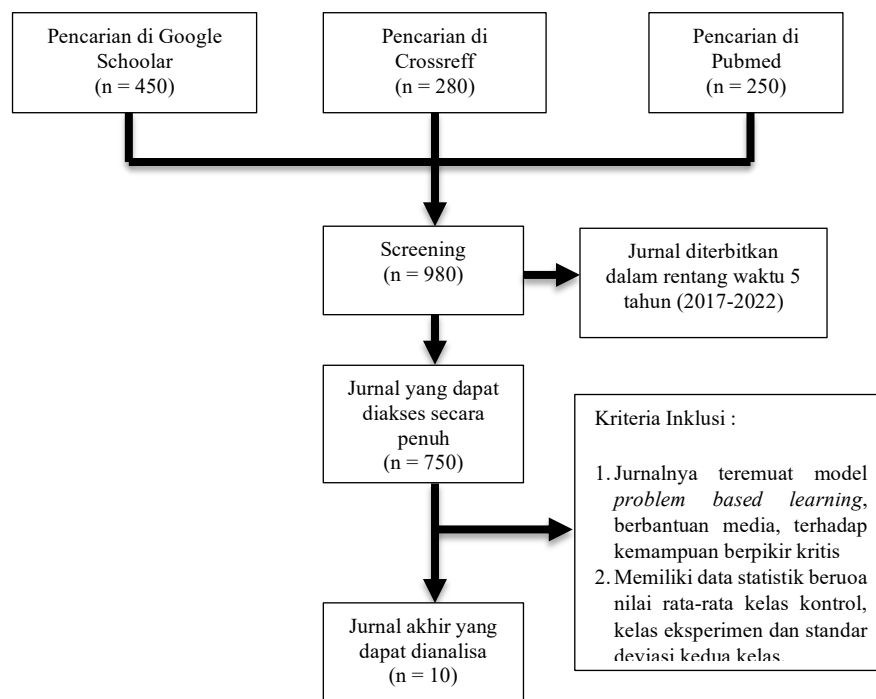 Pencarian di Google
Schoolar
(n = 450)
Pencarian di
Crossreff
(n = 280)
Pencarian di
Pubmed
(n = 250)
Screening
(n = 980)
Jurnal diterbitkan
dalam rentang waktu 5
tahun (2017-2022)
Jurnal yang dapat
diakses secara
penuh
(n = 750)
Kriteria Inklusi :
1. Jurnalnya teremuat model
problem based learning,
berbantuan media, terhadap
kemampuan berpikir kritis
2. Memiliki data statistik beruoa
nilai rata-rata kelas kontrol,
kelas eksperimen dan standar
deviasi kedua kelas.
Jurnal akhir yang
dapat dianalisa
(n = 10)